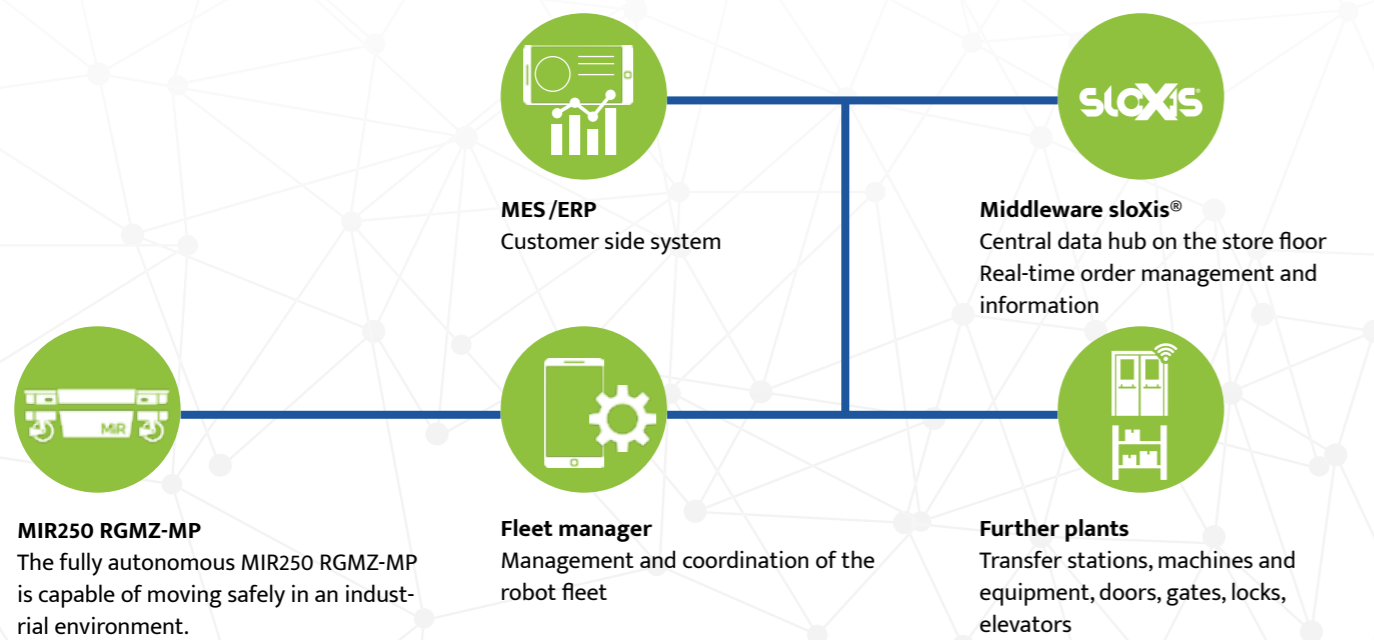 SLOXIS
MES/ERP
Customer side system
Middleware sloXis®
Central data hub on the store floor
Real-time order management and
information
MiR
MIR250 RGMZ-MP
The fully autonomous MIR250 RGMZ-MP
is capable of moving safely in an indust-
rial environment.
Fleet manager
Management and coordination of the
robot fleet
Further plants
Transfer stations, machines and
equipment, doors, gates, locks,
elevators